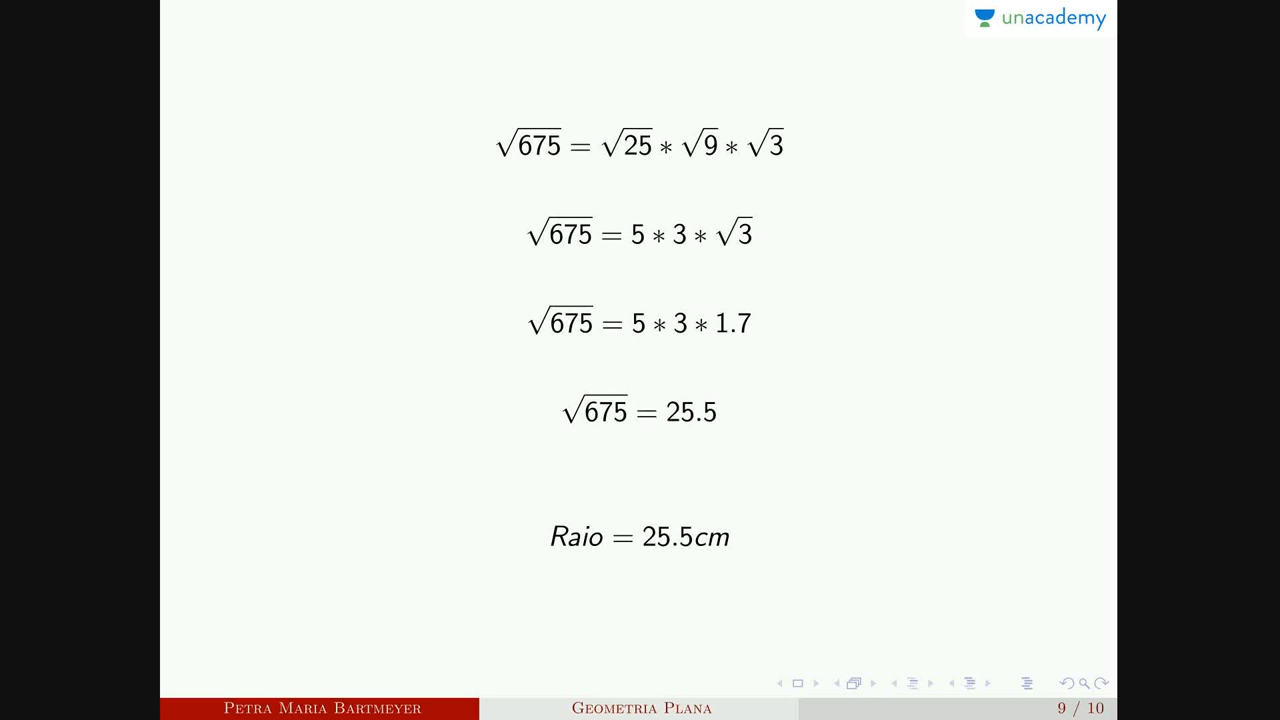 unacademy
√675 = √25 ∗ √9 ∗ √3
√675 = 5 ∗ 3 ∗ √3
√675 = 5 ∗ 3 ∗ 1.7
√675 = 25.5
Raio = 25.5cm
Petra Maria Bartmeyer
Geometria Plana
9 / 10